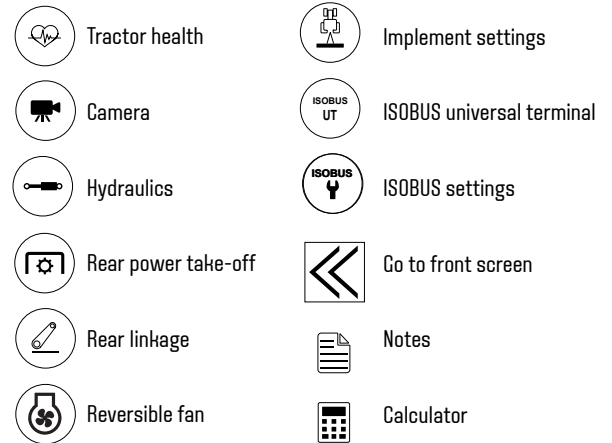 Tractor health
Camera
Hydraulics
Rear power take-off
Rear linkage
Reversible fan
Implement settings
ISOBUS
UT
ISOBUS universal terminal
ISOBUS
ISOBUS settings
Go to front screen
Notes
Calculator